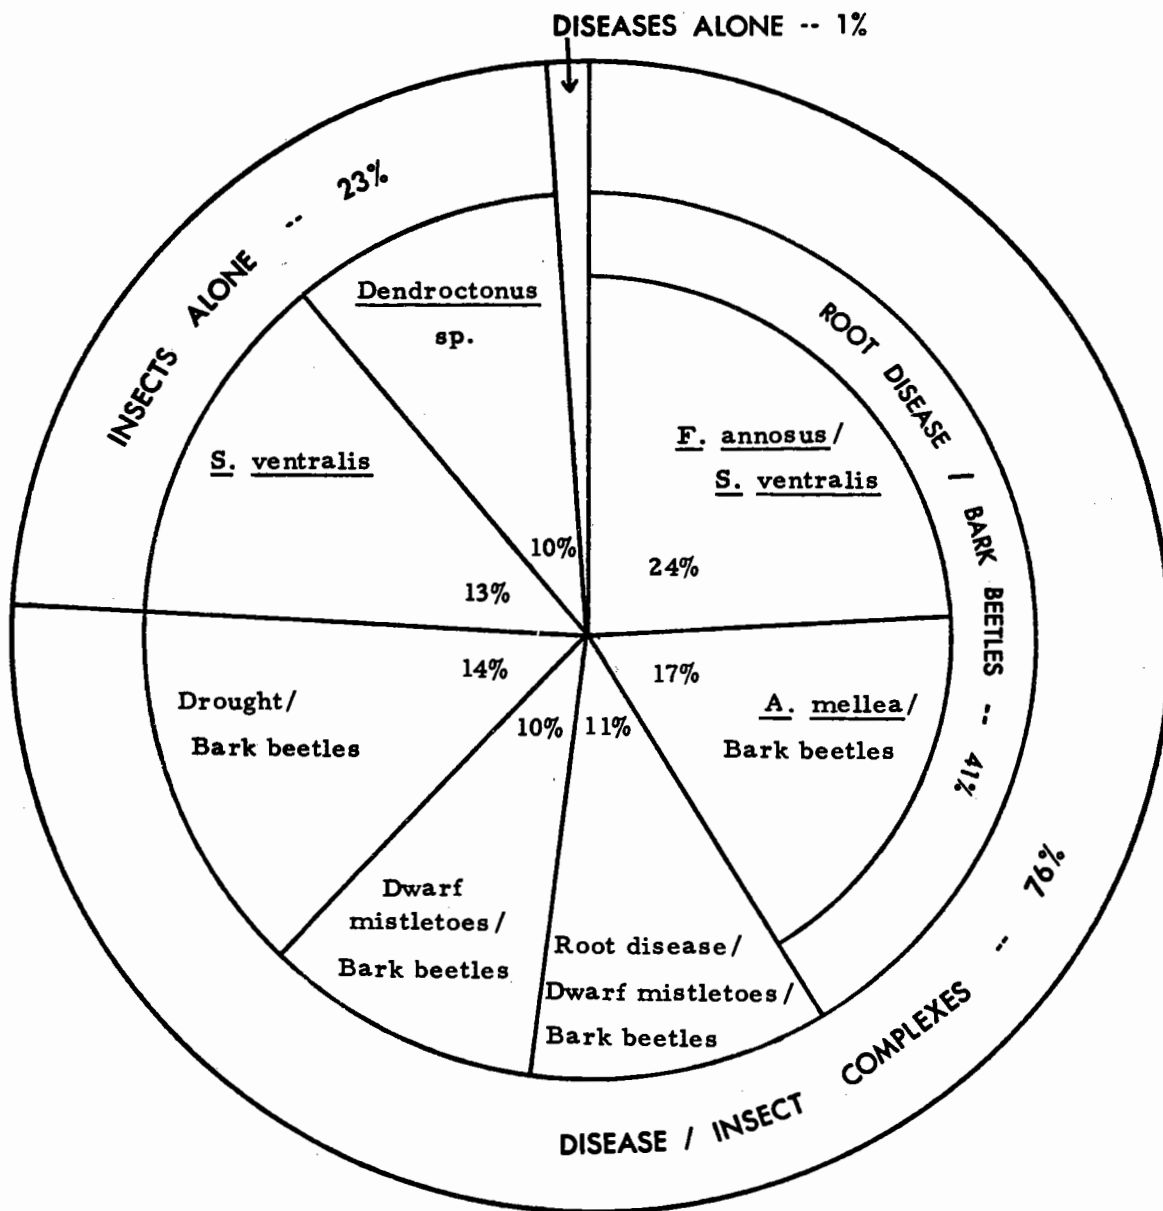 DISEASES ALONE -- 1%
INSECTS ALONE -- 23%
Dendroctonus
sp.
10%
S. ventralis
13%
ROOT DISEASE / BARK BEETLES -- 41%
F. annosus/
S. ventralis
24%
17%
A. mellea/
Bark beetles
14%
Drought/
Bark beetles
10%
Dwarf
mistletoes/
Bark beetles
11%
Root disease/
Dwarf mistletoes/
Bark beetles
DISEASE / INSECT COMPLEXES -- 76%